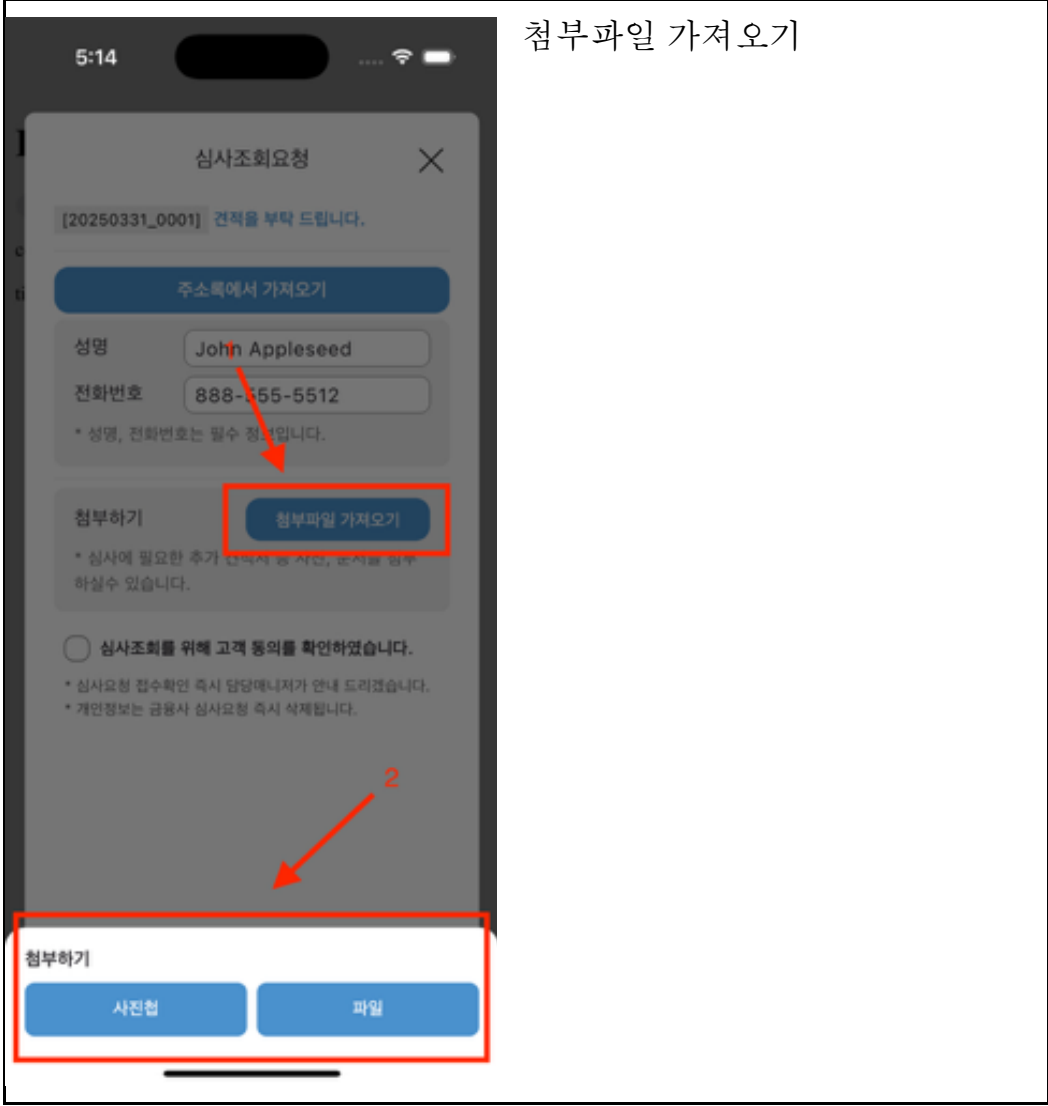 첨부파일 가져오기
5:14
심사조회요청
[20250331_0001] 견적을 부탁 드립니다.
주소록에서 가져오기
성명 John Appleseed
1
전화번호 888-555-5512
* 성명, 전화번호는 필수 정보입니다.
첨부하기 첨부파일 가져오기
* 심사에 필요한 추가 견적서 등 사진, 문서를 첨부
하실수 있습니다.
심사조회를 위해 고객 동의를 확인하였습니다.
* 심사요청 접수확인 즉시 담당매니저가 안내 드리겠습니다.
* 개인정보는 금융사 심사요청 즉시 삭제됩니다.
2
첨부하기
사진첩 파일